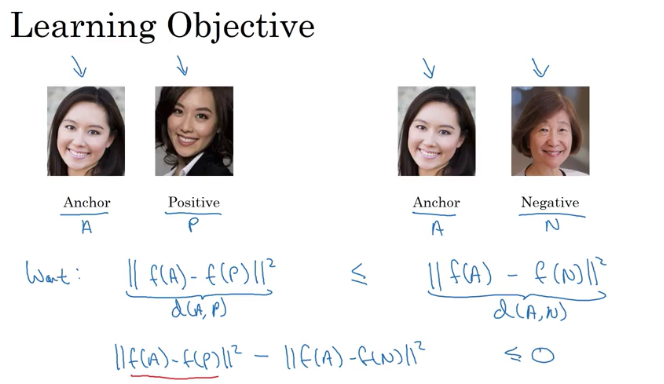 Learning Objective
Anchor Positive Anchor Negative
A P A N
Want: || f(A) - f(P) ||² ≤ || f(A) - f(N) ||²
d(A,P) d(A,N)
|| f(A) - f(P) ||² - || f(A) - f(N) ||² ≤ 0